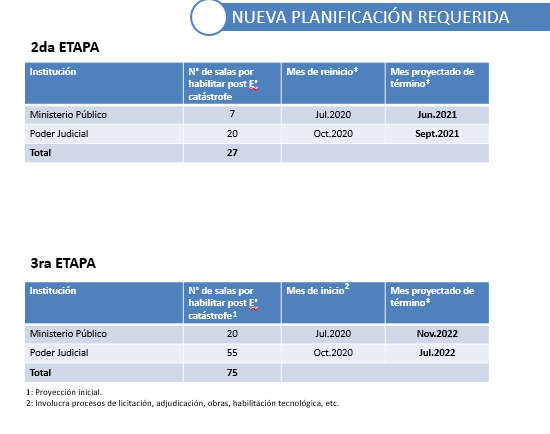 NUEVA PLANIFICACIÓN REQUERIDA
2da ETAPA
Institución
N° de salas por
habilitar post E°
catástrofe
Mes de reinicio*
Mes proyectado de
término*
Ministerio Público 7 Jul.2020 Jun.2021
Poder Judicial 20 Oct.2020 Sept.2021
Total 27
3ra ETAPA
Institución
N° de salas por
habilitar post E°
catástrofe1
Mes de inicio2
Mes proyectado de
término*
Ministerio Público 20 Jul.2020 Nov.2022
Poder Judicial 55 Oct.2020 Jul.2022
Total 75
1: Proyección inicial.
2: Involucra procesos de licitación, adjudicación, obras, habilitación tecnológica, etc.